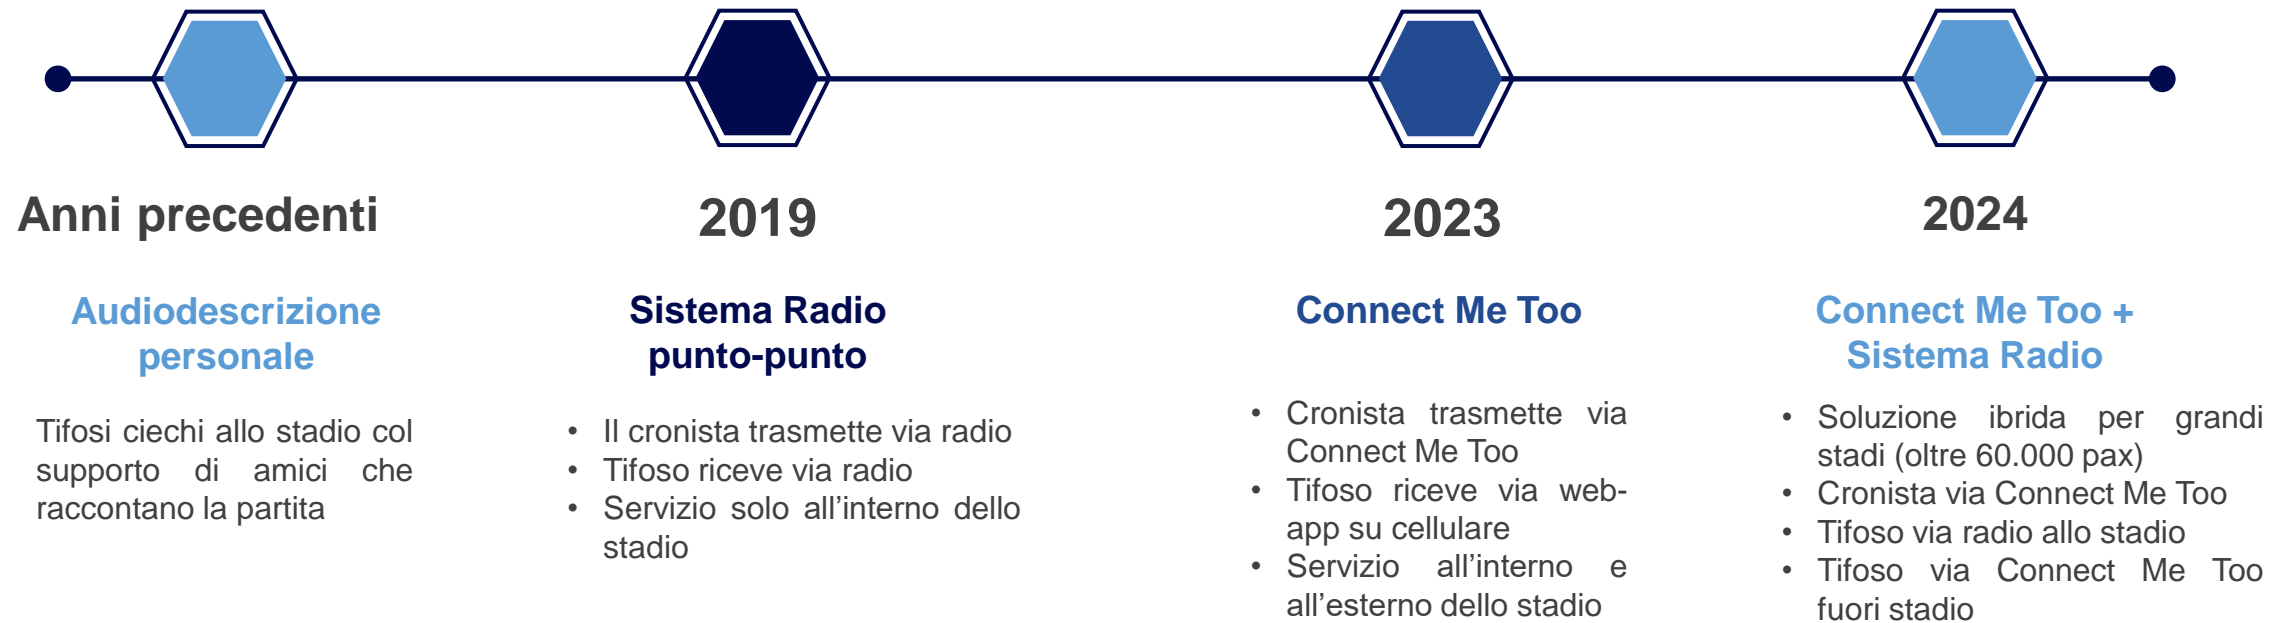 Anni precedenti
Audiodescrizione
personale
Tifosi ciechi allo stadio col
supporto di amici che
raccontano la partita
2019
Sistema Radio
punto-punto
• Il cronista trasmette via radio
• Tifoso riceve via radio
• Servizio solo all’interno dello
stadio
2023
Connect Me Too
• Cronista trasmette via
Connect Me Too
• Tifoso riceve via web-
app su cellulare
• Servizio all’interno e
all’esterno dello stadio
2024
Connect Me Too +
Sistema Radio
• Soluzione ibrida per grandi
stadi (oltre 60.000 pax)
• Cronista via Connect Me Too
• Tifoso via radio allo stadio
• Tifoso via Connect Me Too
fuori stadio